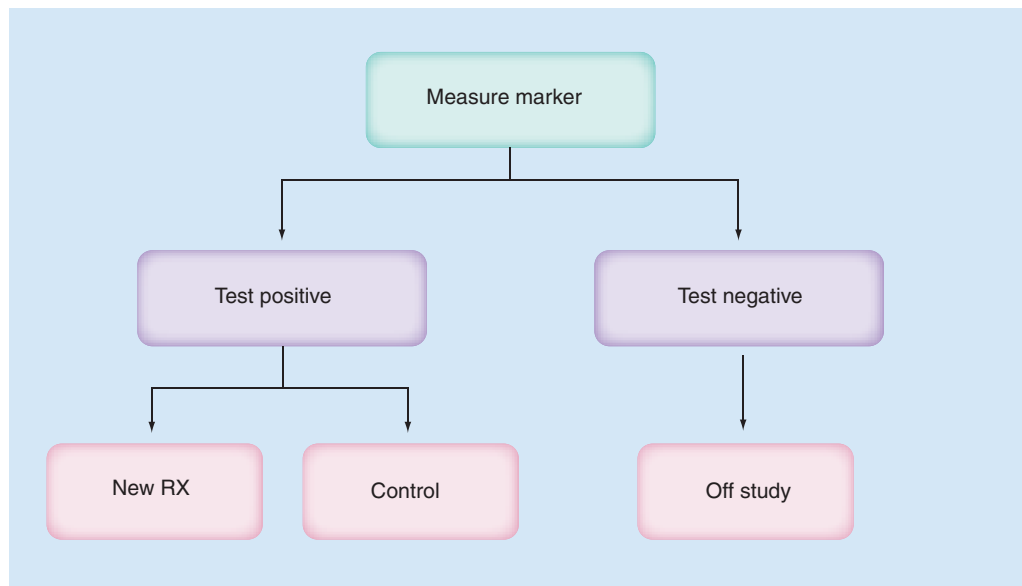 Measure marker
Test positive
Test negative
New RX
Control
Off study